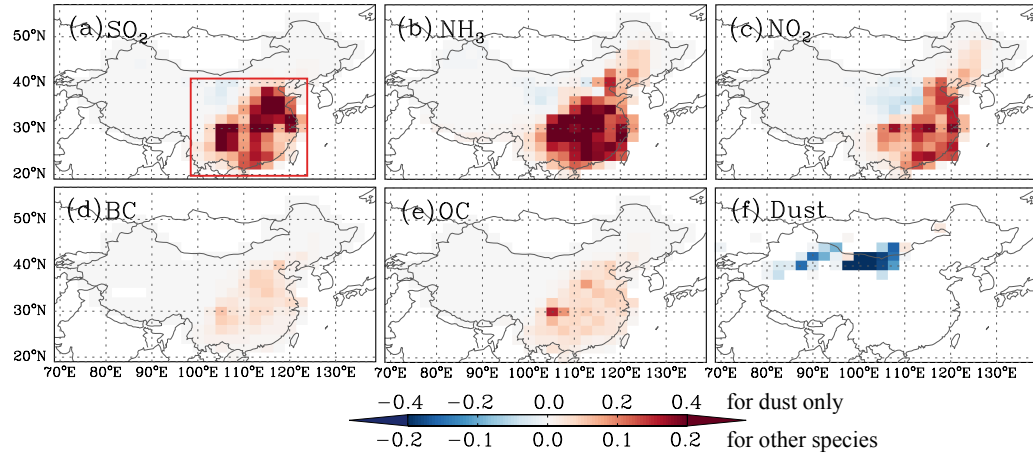 (a) SO₂ (b) NH₃ (c) NO₂
50°N
40°N
30°N
20°N
(d) BC (e) OC (f) Dust
50°N
40°N
30°N
20°N
70°E 80°E 90°E 100°E 110°E 120°E 130°E 70°E 80°E 90°E 100°E 110°E 120°E 130°E 70°E 80°E 90°E 100°E 110°E 120°E 130°E
−0.4 −0.2 0.0 0.2 0.4 for dust only
−0.2 −0.1 0.0 0.1 0.2 for other species